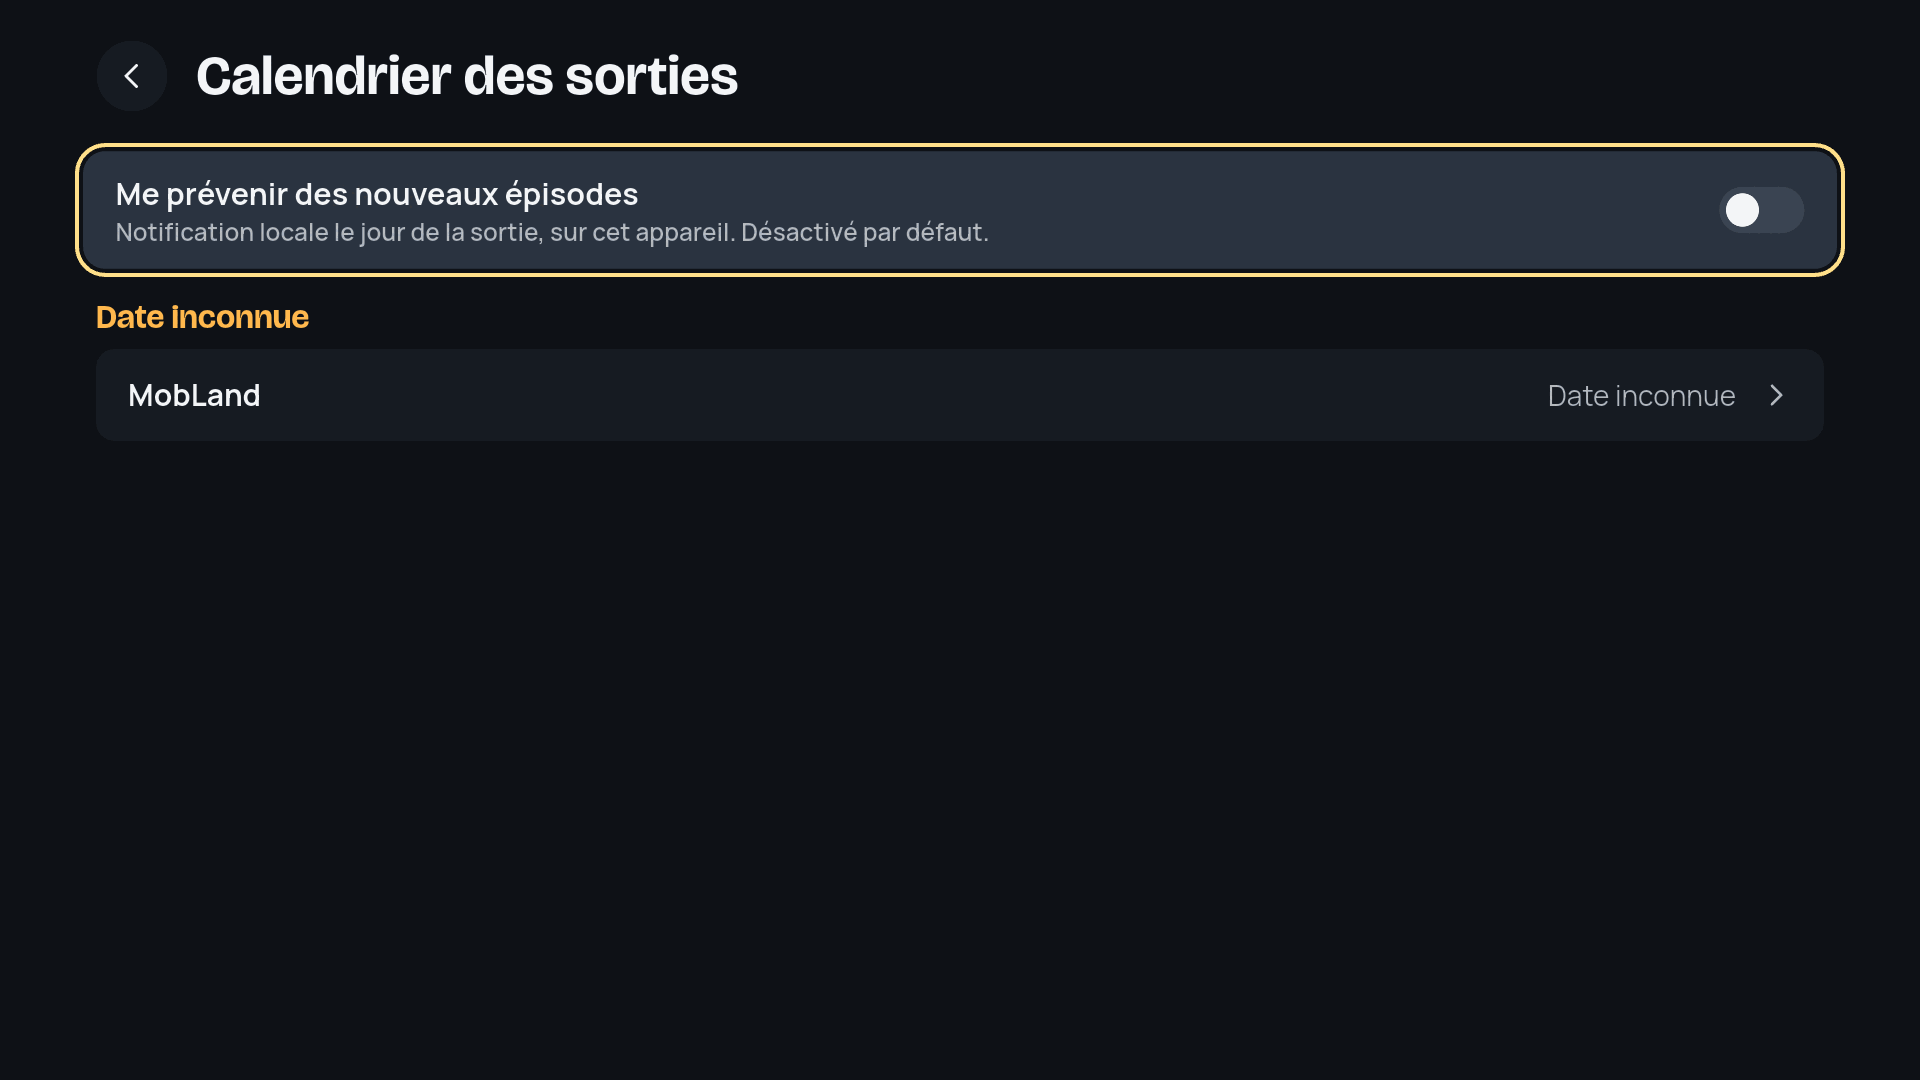 Calendrier des sorties
Me prévenir des nouveaux épisodes
Notification locale le jour de la sortie, sur cet appareil. Désactivé par défaut.
Date inconnue
MobLand
Date inconnue